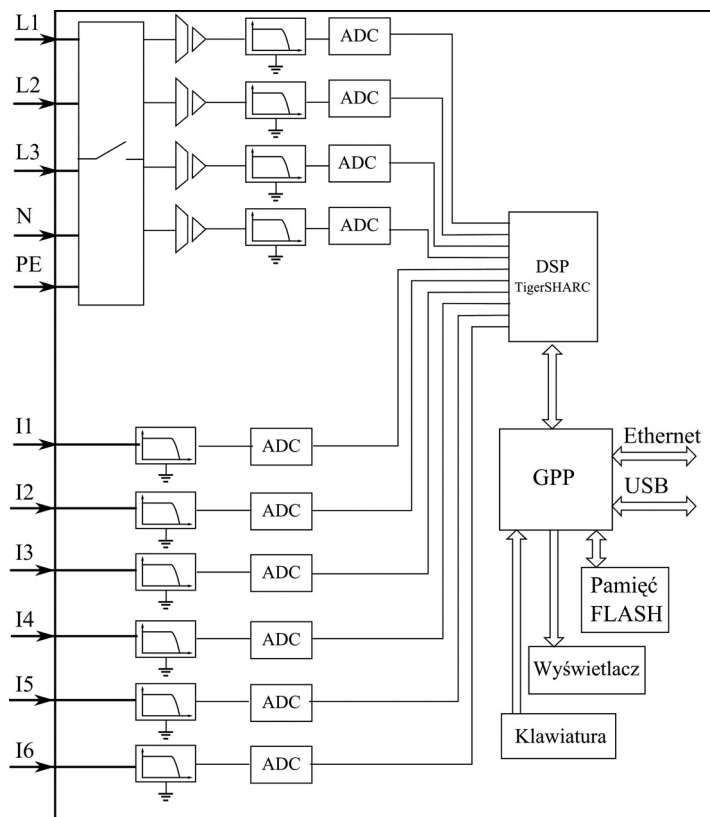 L1
ADC
L2
ADC
L3
ADC
N
ADC
PE
DSP
TigerSHARC
I1
ADC
I2
ADC
I3
ADC
I4
ADC
I5
ADC
I6
ADC
GPP
Ethernet
USB
Pamięć
FLASH
Wyświetlacz
Klawiatura